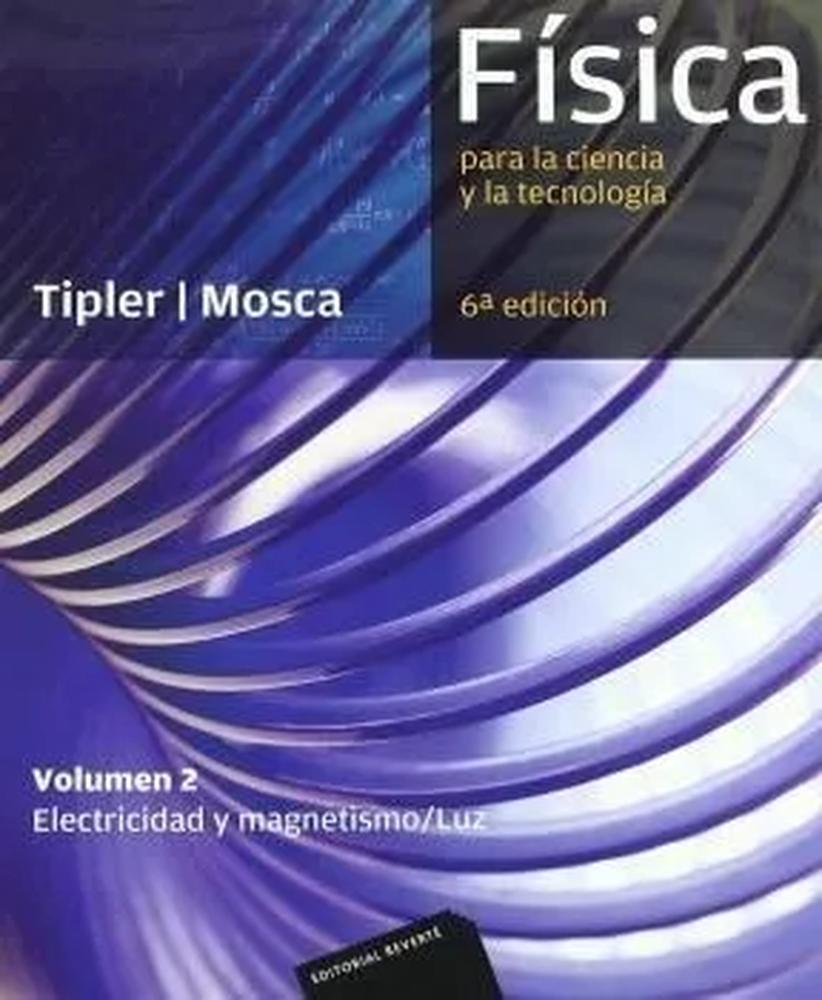 Física
para la ciencia
y la tecnología
Tipler | Mosca
6ª edición
Volumen 2
Electricidad y magnetismo/Luz
EDITORIAL REVERTÉ